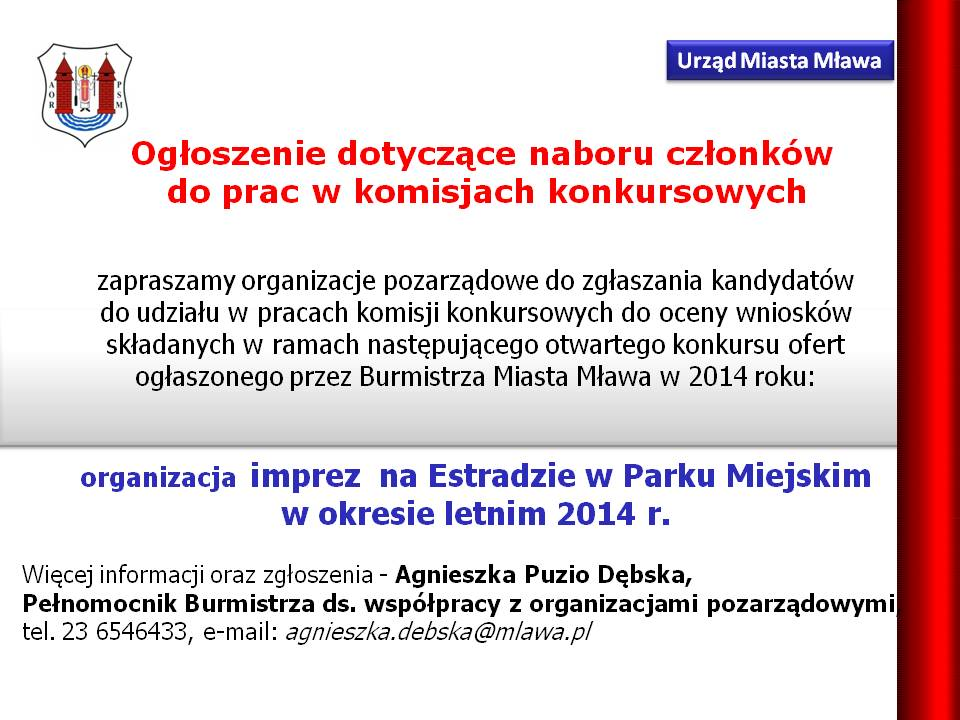 Urząd Miasta Mława
AOR
PSM
Ogłoszenie dotyczące naboru członków
do prac w komisjach konkursowych
zapraszamy organizacje pozarządowe do zgłaszania kandydatów
do udziału w pracach komisji konkursowych do oceny wniosków
składanych w ramach następującego otwartego konkursu ofert
ogłaszonego przez Burmistrza Miasta Mława w 2014 roku:
organizacja imprez na Estradzie w Parku Miejskim
w okresie letnim 2014 r.
Więcej informacji oraz zgłoszenia - Agnieszka Puzio Dębska,
Pełnomocnik Burmistrza ds. współpracy z organizacjami pozarządowymi,
tel. 23 6546433, e-mail: agnieszka.debska@mlawa.pl